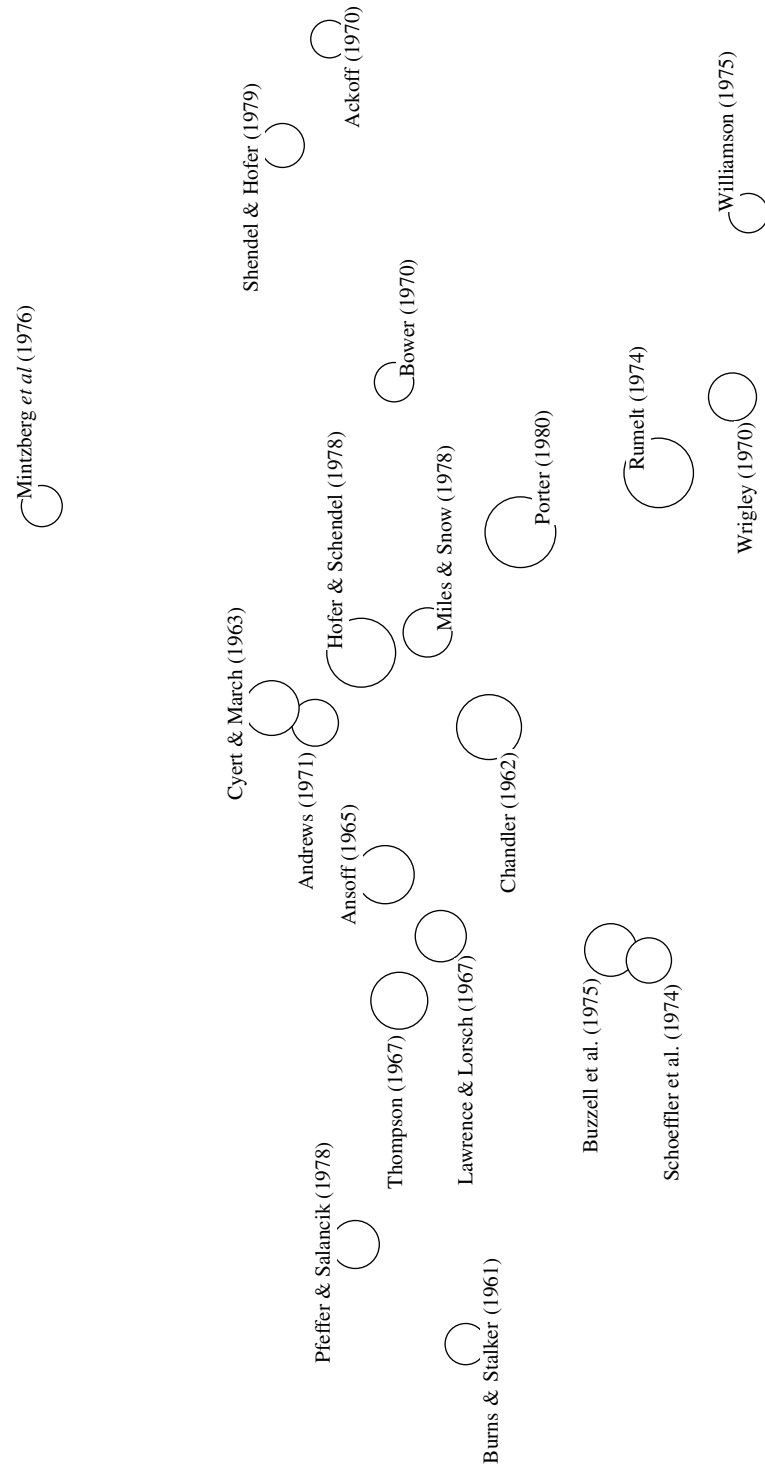 Mintzberg et al (1976)
Shendel & Hofer (1979)
Ackoff (1970)
Cyert & March (1963)
Andrews (1971)
Hofer & Schendel (1978)
Pfeffer & Salancik (1978)
Ansoff (1965)
Thompson (1967)
Bower (1970)
Miles & Snow (1978)
Lawrence & Lorsch (1967)
Burns & Stalker (1961)
Chandler (1962)
Porter (1980)
Buzzell et al. (1975)
Schoeffler et al. (1974)
Rumelt (1974)
Wrigley (1970)
Williamson (1975)